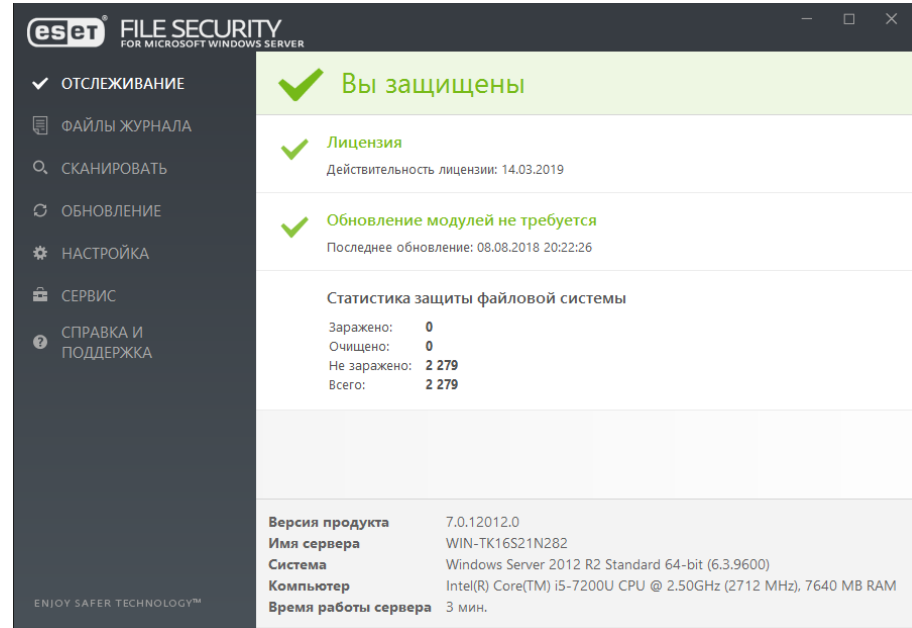 eset® FILE SECURITY
FOR MICROSOFT WINDOWS SERVER
ОТСЛЕЖИВАНИЕ
ФАЙЛЫ ЖУРНАЛА
СКАНИРОВАТЬ
ОБНОВЛЕНИЕ
НАСТРОЙКА
СЕРВИС
СПРАВКА И
ПОДДЕРЖКА
ENJOY SAFER TECHNOLOGY™
Вы защищены
Лицензия
Действительность лицензии: 14.03.2019
Обновление модулей не требуется
Последнее обновление: 08.08.2018 20:22:26
Статистика защиты файловой системы
Заражено: 0
Очищено: 0
Не заражено: 2 279
Всего: 2 279
Версия продукта 7.0.12012.0
Имя сервера WIN-TK16S21N282
Система Windows Server 2012 R2 Standard 64-bit (6.3.9600)
Компьютер Intel(R) Core(TM) i5-7200U CPU @ 2.50GHz (2712 MHz), 7640 MB RAM
Время работы сервера 3 мин.